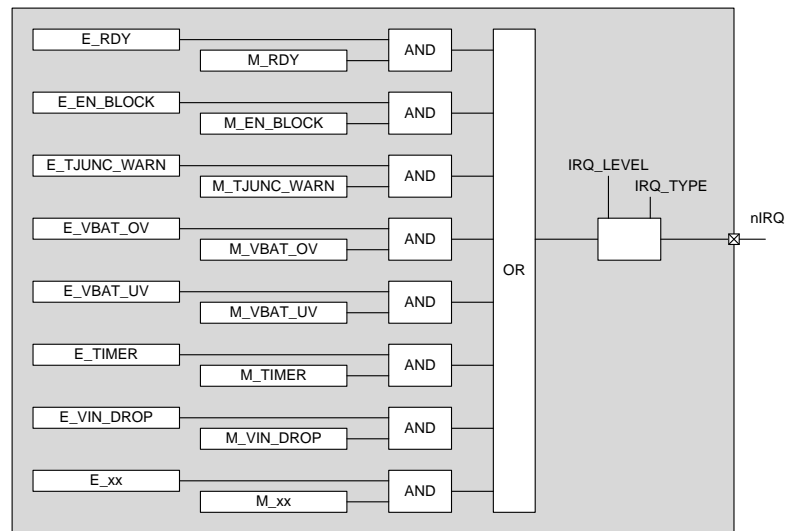 E_RDY
M_RDY
AND
E_EN_BLOCK
M_EN_BLOCK
AND
E_TJUNC_WARN
M_TJUNC_WARN
AND
E_VBAT_OV
M_VBAT_OV
AND
E_VBAT_UV
M_VBAT_UV
AND
E_TIMER
M_TIMER
AND
E_VIN_DROP
M_VIN_DROP
AND
E_xx
M_xx
AND
OR
IRQ_LEVEL
IRQ_TYPE
nIRQ